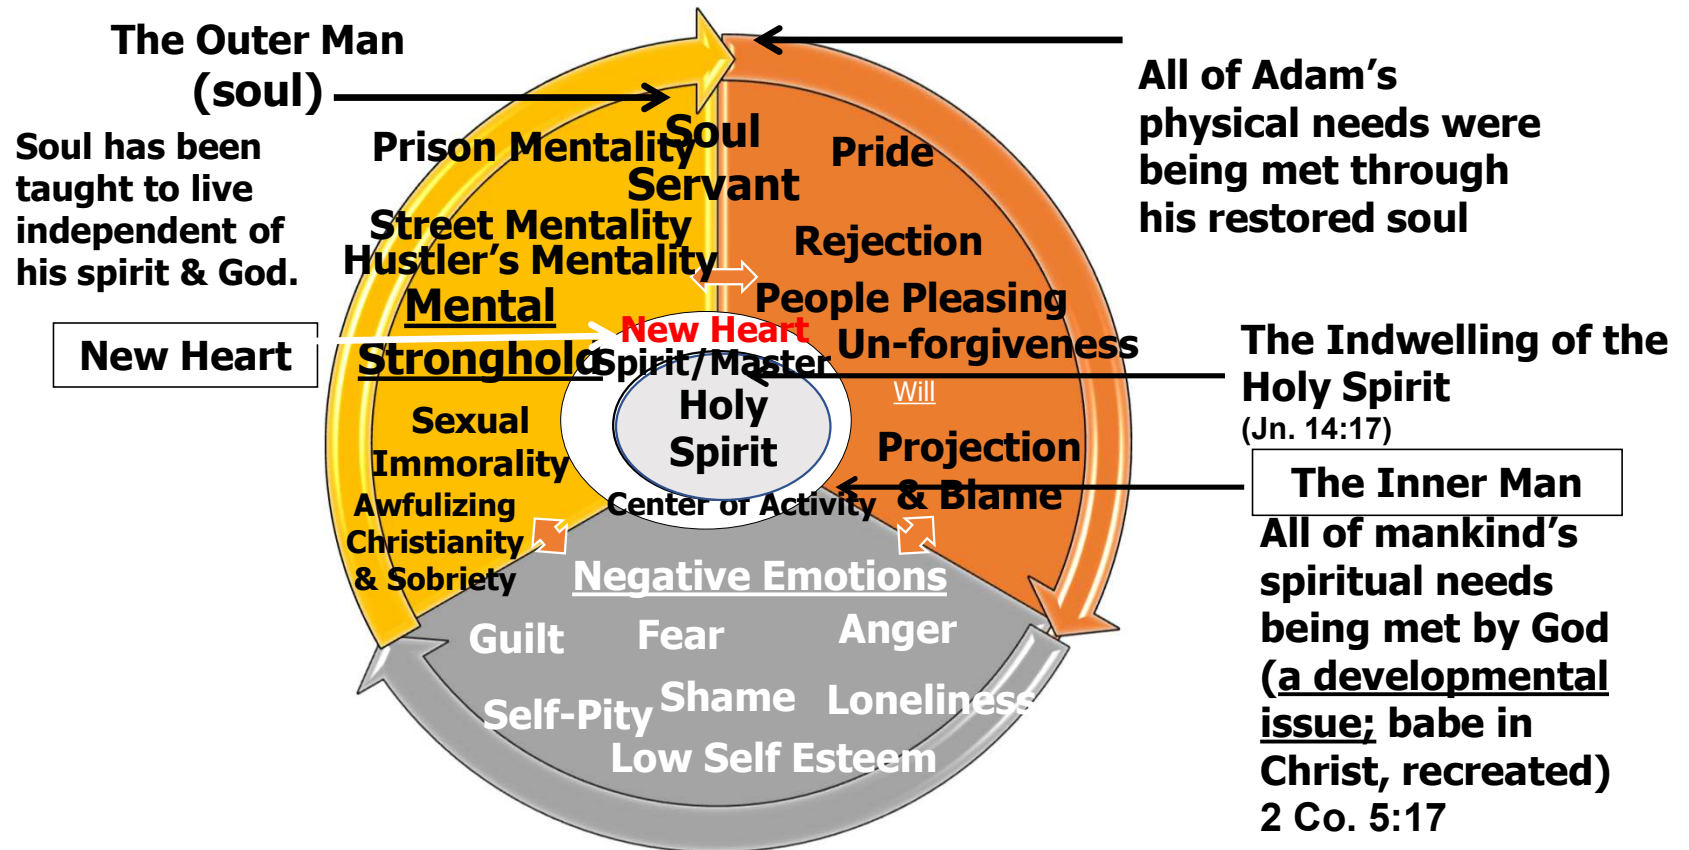 The Outer Man
(soul)
Soul has been
taught to live
independent of
his spirit & God.
New Heart
Prison Mentality
Street Mentality
Hustler's Mentality
Mental
Stronghold
Sexual
Immorality
Awfulizing
Christianity
& Sobriety
Soul
Servant
Pride
Rejection
People Pleasing
Un-forgiveness
Will
Projection
& Blame
New Heart
Spirit/Master
Holy
Spirit
Center of Activity
Negative Emotions
Guilt
Fear
Anger
Self-Pity
Shame
Loneliness
Low Self Esteem
All of Adam's
physical needs were
being met through
his restored soul
The Indwelling of the
Holy Spirit
(Jn. 14:17)
The Inner Man
All of mankind's
spiritual needs
being met by God
(a developmental
issue; babe in
Christ, recreated)
2 Co. 5:17